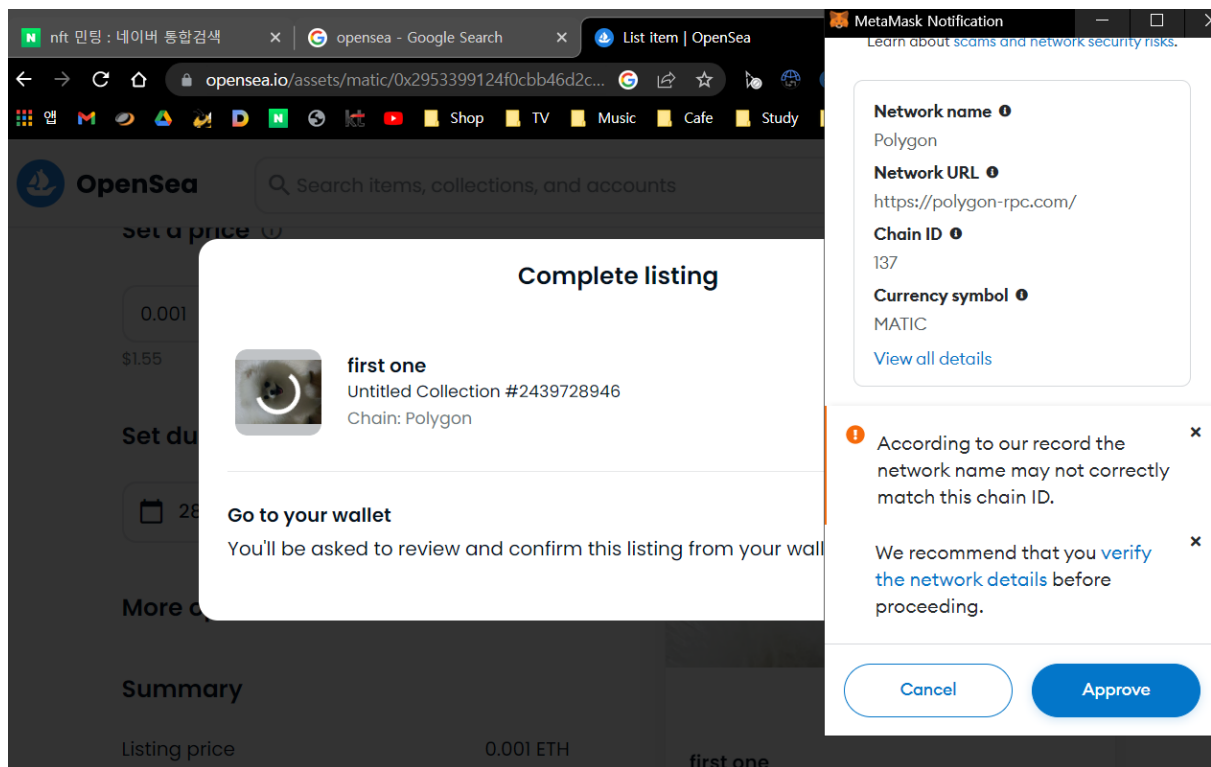 nft 민팅 : 네이버 통합검색
opensea - Google Search
List item | OpenSea
MetaMask Notification
opensea.io/assets/matic/0x2953399124f0cbb46d2c...
앱
kt
Shop
TV
Music
Cafe
Study
OpenSea
Search items, collections, and accounts
Set a price
0.001
$1.55
Set du
28
More o
Summary
Listing price
0.001 ETH
first one
Complete listing
first one
Untitled Collection #2439728946
Chain: Polygon
Go to your wallet
You'll be asked to review and confirm this listing from your wall
Learn about scams and network security risks.
Network name
Polygon
Network URL
https://polygon-rpc.com/
Chain ID
137
Currency symbol
MATIC
View all details
According to our record the
network name may not correctly
match this chain ID.
We recommend that you verify
the network details before
proceeding.
Cancel
Approve